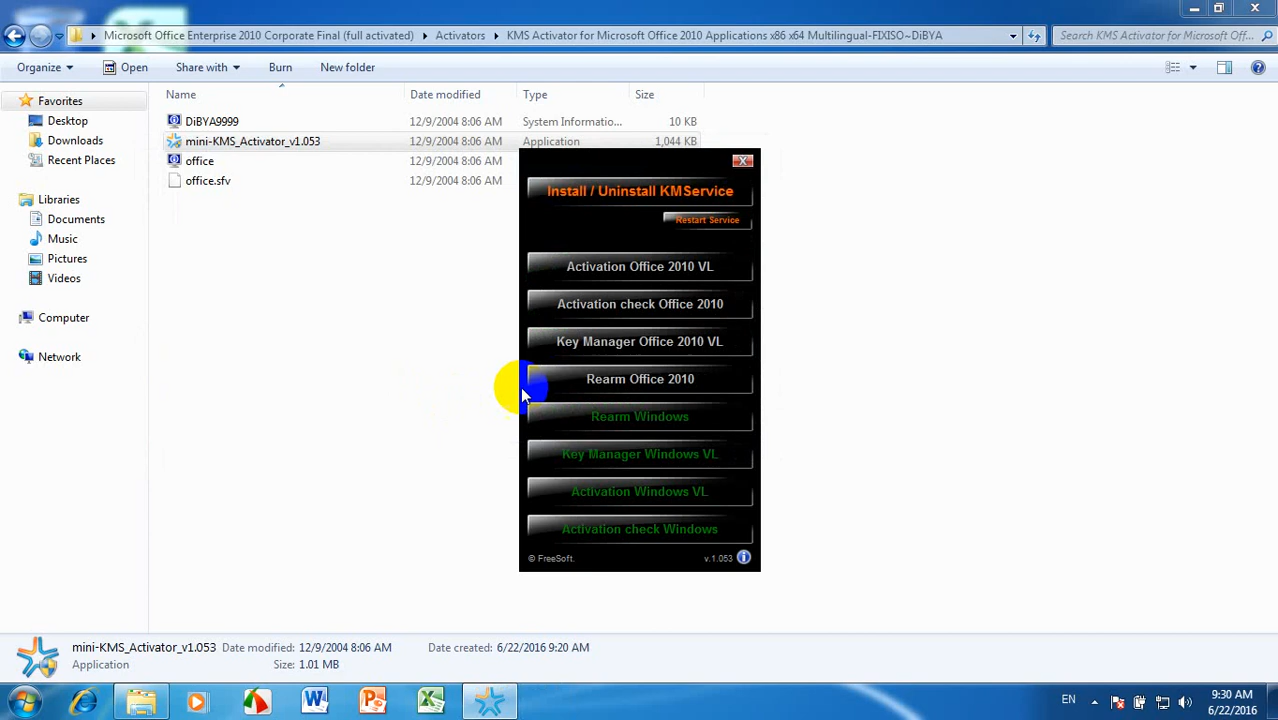 Microsoft Office Enterprise 2010 Corporate Final (full activated) Activators KMS Activator for Microsoft Office 2010 Applications x86 x64 Multilingual-FIXISO~DiBYA Search KMS Activator for Microsoft Off...
Organize Open Share with Burn New folder
Name Date modified Type Size
Favorites
Desktop
Downloads
Recent Places
Libraries
Documents
Music
Pictures
Videos
Computer
Network
DiBYA9999 12/9/2004 8:06 AM System Informatio... 10 KB
mini-KMS_Activator_v1.053 12/9/2004 8:06 AM Application 1,044 KB
office 12/9/2004 8:06 AM
office.sfv 12/9/2004 8:06 AM
X
Install / Uninstall KMService
Restart Service
Activation Office 2010 VL
Activation check Office 2010
Key Manager Office 2010 VL
Rearm Office 2010
Rearm Windows
Key Manager Windows VL
Activation Windows VL
Activation check Windows
© FreeSoft. v.1.053
mini-KMS_Activator_v1.053 Date modified: 12/9/2004 8:06 AM Date created: 6/22/2016 9:20 AM
Application Size: 1.01 MB
EN 9:30 AM
6/22/2016